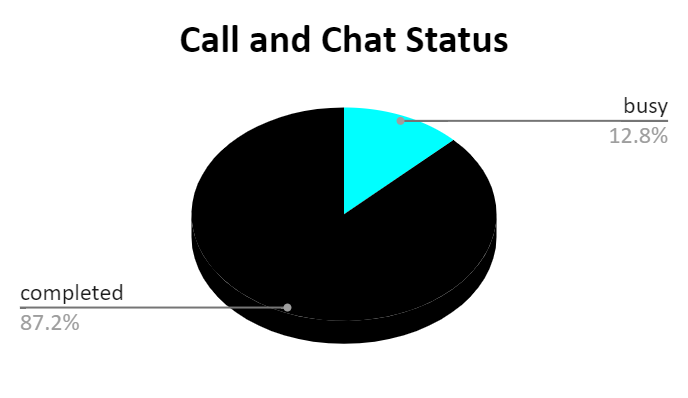 Call and Chat Status
busy
12.8%
completed
87.2%